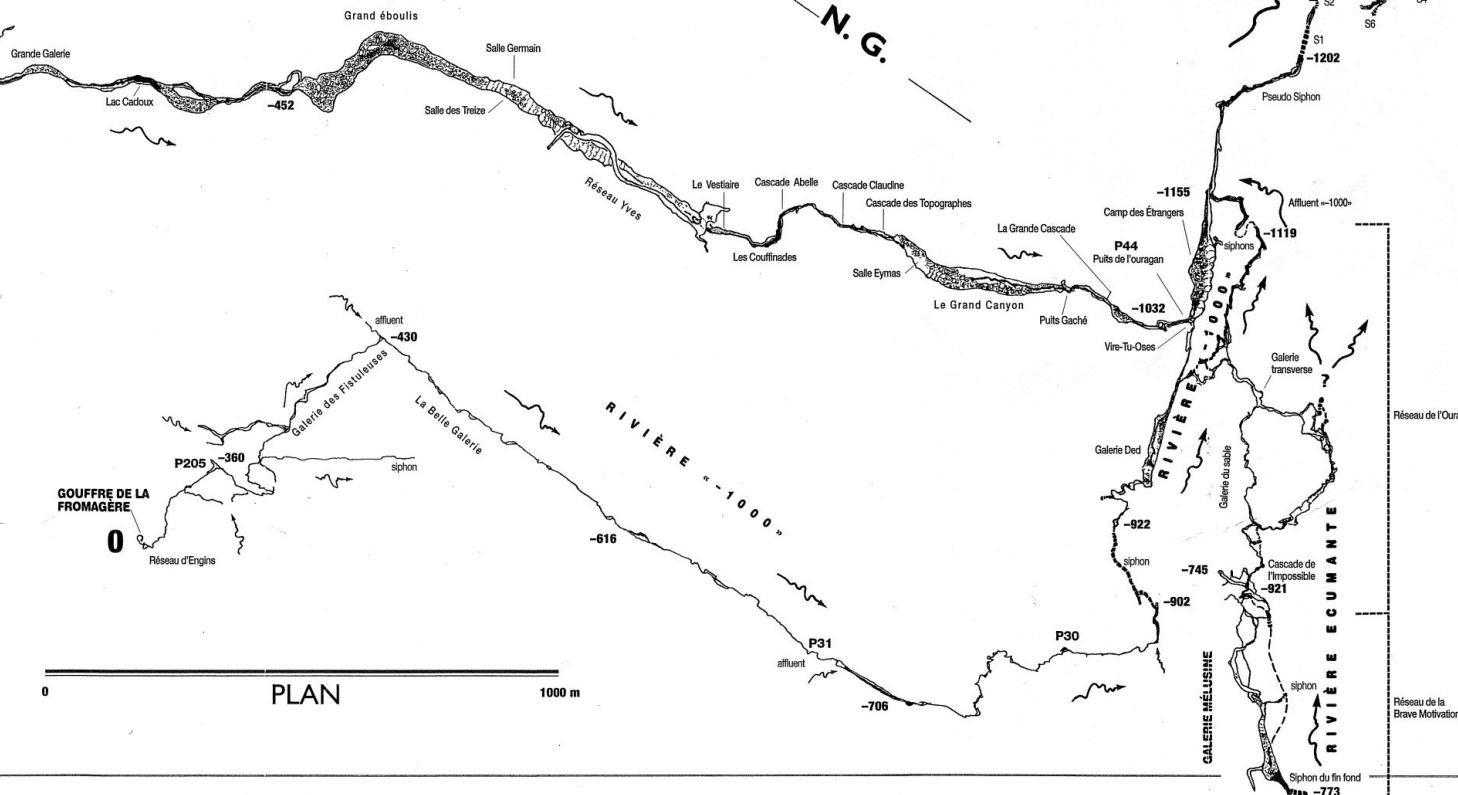 Grand éboulis
N. G.
S2
S6
S1
-1202
Grande Galerie
Salle Germain
Lac Cadoux
-452
Salle des Treize
Pseudo Siphon
Réseau Yves
Le Vestiaire
Cascade Abelle
Cascade Claudine
Cascade des Topographes
-1155
Camp des Étrangers
Affluent «-1000»
Les Couffinades
Salle Eymas
La Grande Cascade
P44
Puits de l'ouragan
siphons
-1119
Le Grand Canyon
Puits Gaché
-1032
Vire-Tu-Oses
affluent
-430
Galerie des Fistuleuses
La Belle Galerie
RIVIÈRE «-1000»
RIVIÈRE «-1000»
Galerie
transverse
?
Réseau de l'Oura
P205
-360
siphon
GOUFFRE DE LA
FROMAGÈRE
0
Réseau d'Engins
-616
Galerie Ded
Galerie du sable
-922
siphon
-902
-745
Cascade de
l'Impossible
-921
RIVIÈRE ECUMANTE
P31
affluent
-706
P30
GALERIE MÉLUSINE
siphon
Réseau de la
Brave Motivation
Siphon du fin fond
-773
0
PLAN
1000 m